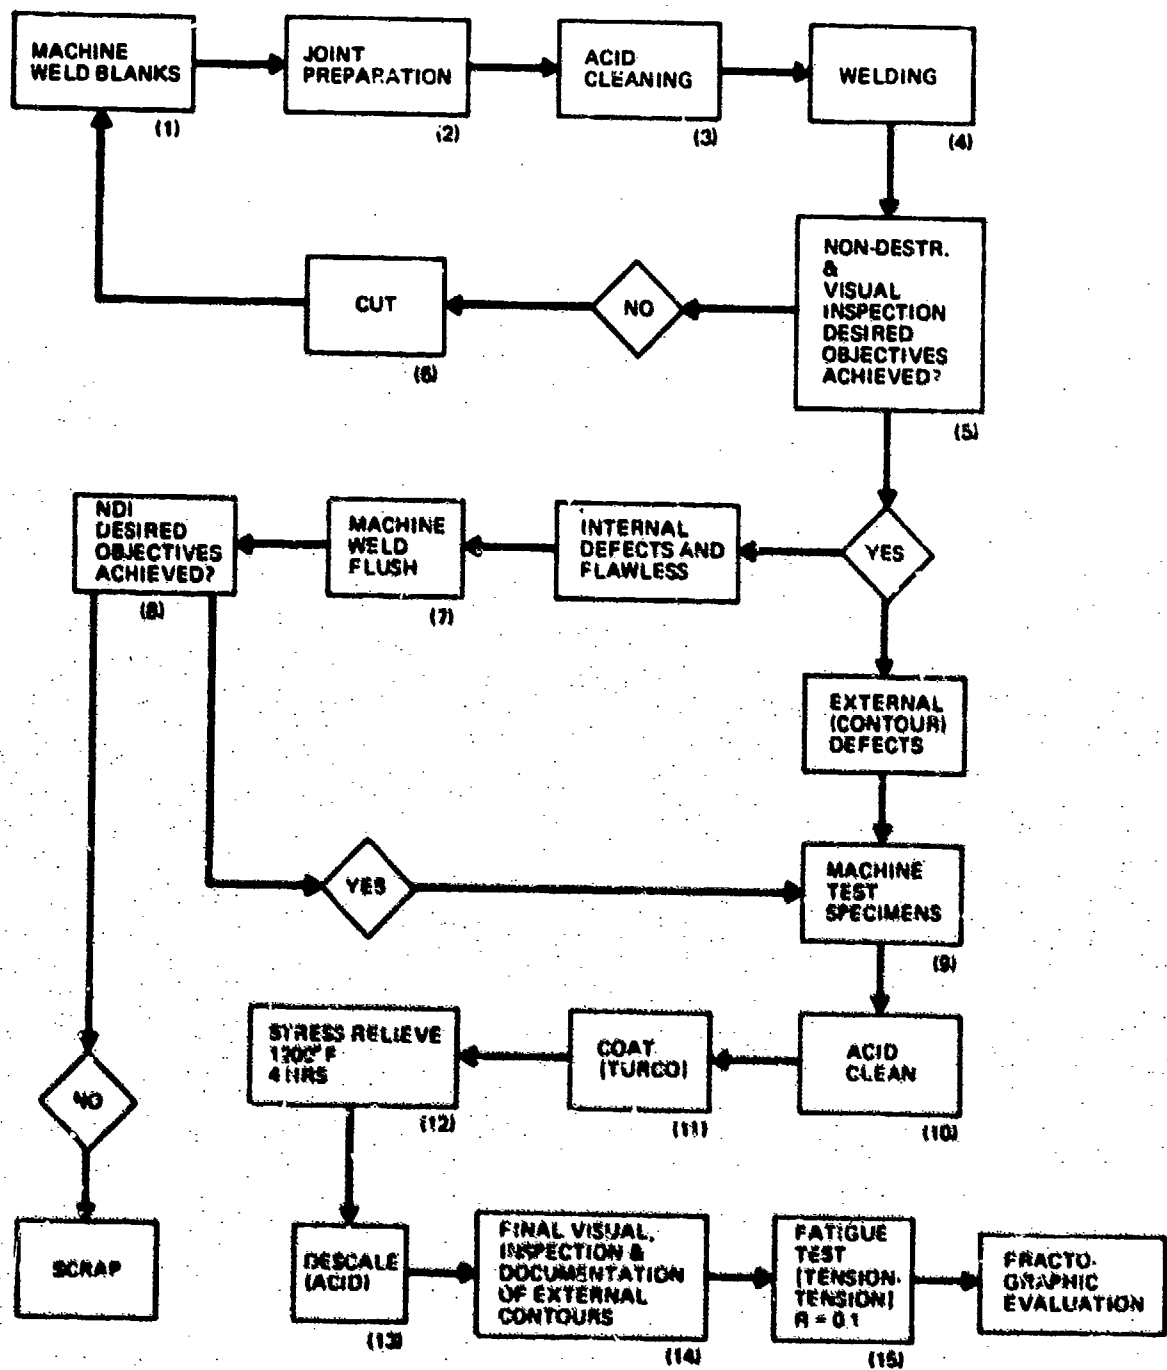 MACHINE
WELD BLANKS
(1)
JOINT
PREPARATION
(2)
ACID
CLEANING
(3)
WELDING
(4)
NON-DESTR.
&
VISUAL
INSPECTION
DESIRED
OBJECTIVES
ACHIEVED?
(5)
NO
CUT
(6)
YES
INTERNAL
DEFECTS AND
FLAWLESS
MACHINE
WELD
FLUSH
(7)
NDI
DESIRED
OBJECTIVES
ACHIEVED?
(8)
EXTERNAL
(CONTOUR)
DEFECTS
YES
MACHINE
TEST
SPECIMENS
(9)
ACID
CLEAN
(10)
COAT
(TURCO)
(11)
STRESS RELIEVE
1200° F
4 HRS
(12)
NO
SCRAP
DESCALE
(ACID)
(13)
FINAL VISUAL,
INSPECTION &
DOCUMENTATION
OF EXTERNAL
CONTOURS
(14)
FATIGUE
TEST
(TENSION-
TENSION)
R = 0.1
(15)
FRACTO-
GRAPHIC
EVALUATION